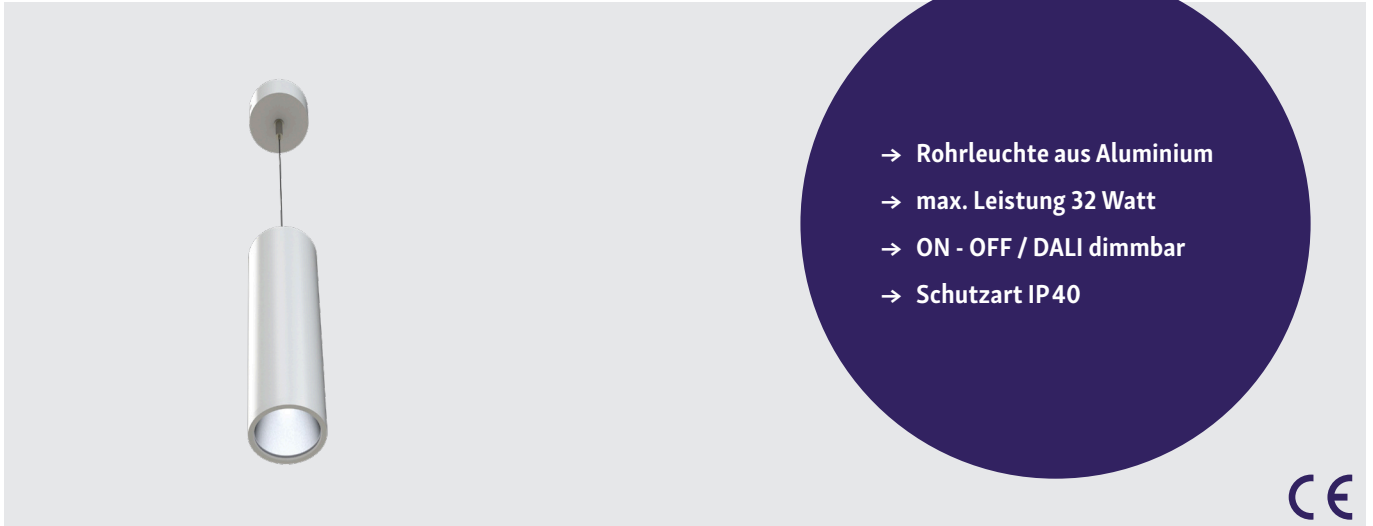 → Rohrleuchte aus Aluminium
→ max. Leistung 32 Watt
→ ON - OFF / DALI dimmbar
→ Schutzart IP40
CE